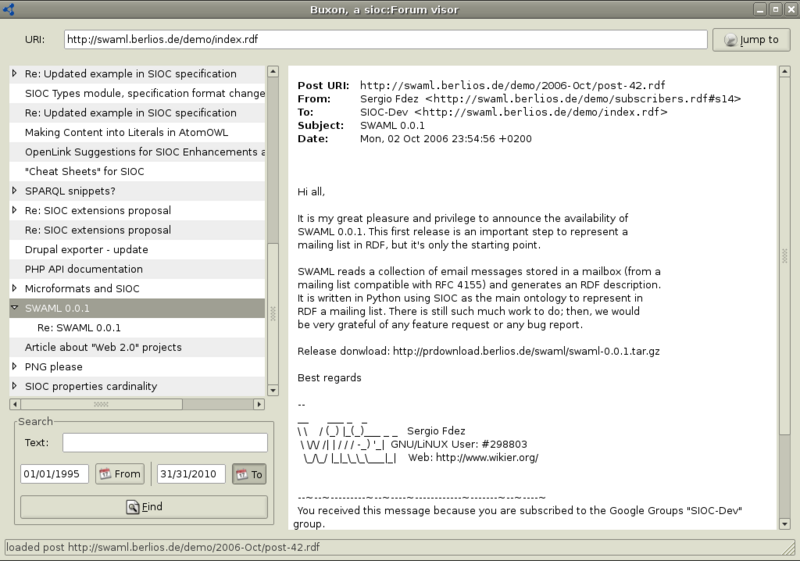 Buxon, a sioc:Forum visor
URI: http://swaml.berlios.de/demo/index.rdf Jump to
Re: Updated example in SIOC specification
SIOC Types module, specification format change
Re: Updated example in SIOC specification
Making Content into Literals in AtomOWL
OpenLink Suggestions for SIOC Enhancements a
"Cheat Sheets" for SIOC
SPARQL snippets?
Re: SIOC extensions proposal
Re: SIOC extensions proposal
Drupal exporter - update
PHP API documentation
Microformats and SIOC
SWAML 0.0.1
Re: SWAML 0.0.1
Article about "Web 2.0" projects
PNG please
SIOC properties cardinality
Search
Text:
01/01/1995 From 31/31/2010 To
Find
Post URI: http://swaml.berlios.de/demo/2006-Oct/post-42.rdf
From: Sergio Fdez <http://swaml.berlios.de/demo/subscribers.rdf#s14>
To: SIOC-Dev <http://swaml.berlios.de/demo/index.rdf>
Subject: SWAML 0.0.1
Date: Mon, 02 Oct 2006 23:54:56 +0200
Hi all,
It is my great pleasure and privilege to announce the availability of
SWAML 0.0.1. This first release is an important step to represent a
mailing list in RDF, but it's only the starting point.
SWAML reads a collection of email messages stored in a mailbox (from a
mailing list compatible with RFC 4155) and generates an RDF description.
It is written in Python using SIOC as the main ontology to represent in
RDF a mailing list. There is still such much work to do; then, we would
be very grateful of any feature request or any bug report.
Release donwload: http://prdownload.berlios.de/swaml/swaml-0.0.1.tar.gz
Best regards
--
__ ___ _ _
\ \ / (_) |_(_)___ _ _ Sergio Fdez
\ \/\/ /| | / / / -_) '_| GNU/LiNUX User: #298803
\_/\_/ |_|_\_\_\___|_| Web: http://www.wikier.org/
--~--~---------~--~----~------------~-------~--~----~
You received this message because you are subscribed to the Google Groups "SIOC-Dev"
group.
loaded post http://swaml.berlios.de/demo/2006-Oct/post-42.rdf